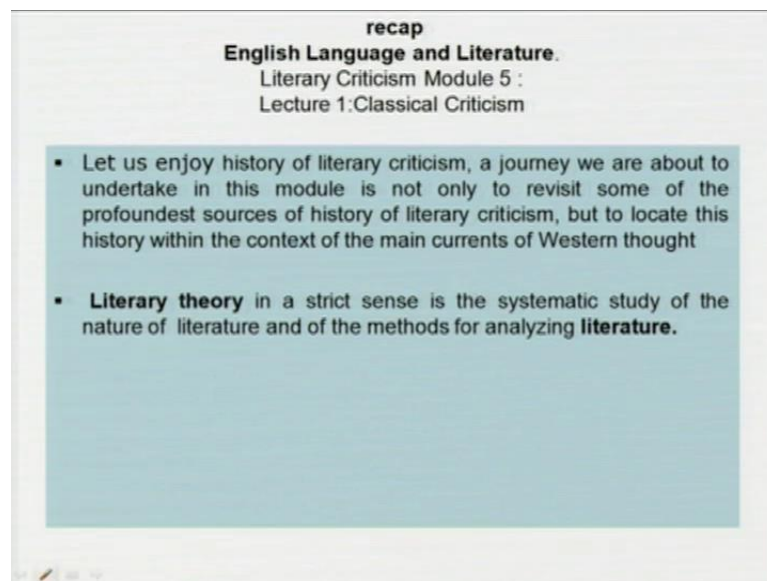 recap
English Language and Literature.
Literary Criticism Module 5 :
Lecture 1:Classical Criticism
▪ Let us enjoy history of literary criticism, a journey we are about to
undertake in this module is not only to revisit some of the
profoundest sources of history of literary criticism, but to locate this
history within the context of the main currents of Western thought
▪ Literary theory in a strict sense is the systematic study of the
nature of literature and of the methods for analyzing literature.